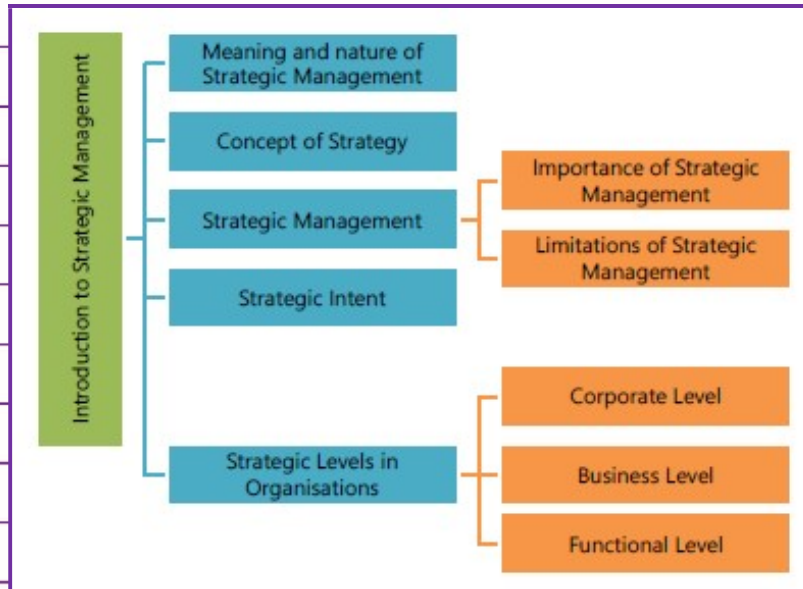 Introduction to Strategic Management
Meaning and nature of
Strategic Management
Concept of Strategy
Strategic Management
Importance of Strategic
Management
Limitations of Strategic
Management
Strategic Intent
Strategic Levels in
Organisations
Corporate Level
Business Level
Functional Level